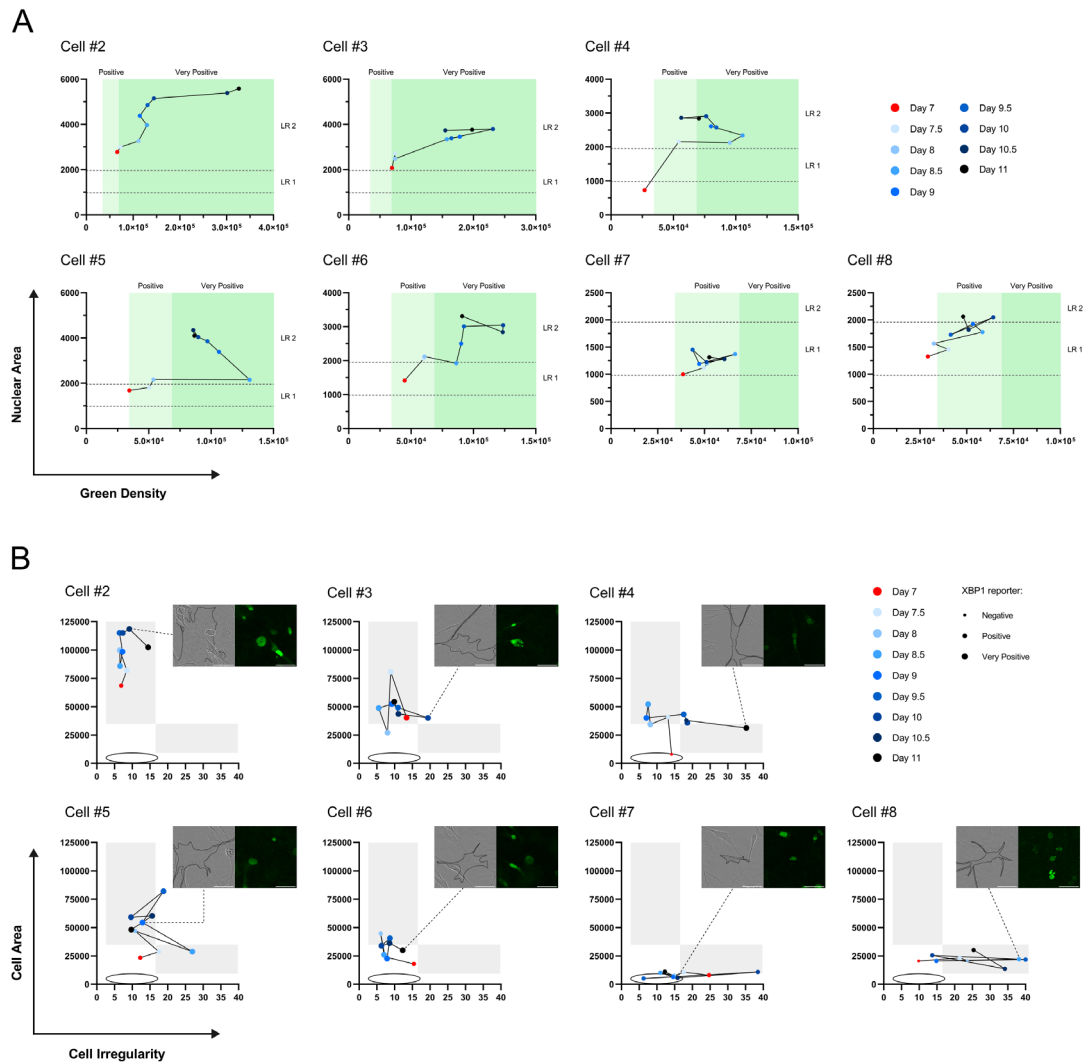 A
Cell #2
Cell #3
Cell #4
Positive Very Positive
Positive Very Positive
Positive Very Positive
6000
4000
2000
0
LR 2
LR 1
0 1.0×10⁵ 2.0×10⁵ 3.0×10⁵ 4.0×10⁵
6000
4000
2000
0
LR 2
LR 1
0 1.0×10⁵ 2.0×10⁵ 3.0×10⁵ 4.0×10⁵
4000
3000
2000
1000
0
LR 2
LR 1
0 5.0×10⁴ 1.0×10⁵ 1.5×10⁵
Day 7
Day 7.5
Day 8
Day 8.5
Day 9
Day 9.5
Day 10
Day 10.5
Day 11
Cell #5
Cell #6
Cell #7
Cell #8
Positive Very Positive
Positive Very Positive
Positive Very Positive
Positive Very Positive
6000
4000
2000
0
LR 2
LR 1
0 5.0×10⁴ 1.0×10⁵ 1.5×10⁵
4000
3000
2000
1000
0
LR 2
LR 1
0 5.0×10⁴ 1.0×10⁵ 1.5×10⁵
2500
2000
1500
1000
500
0
LR 2
LR 1
0 2.5×10⁴ 5.0×10⁴ 7.5×10⁴ 1.0×10⁵
2500
2000
1500
1000
500
0
LR 2
LR 1
0 2.5×10⁴ 5.0×10⁴ 7.5×10⁴ 1.0×10⁵
Nuclear Area
Green Density
B
Cell #2
Cell #3
Cell #4
125000
100000
75000
50000
25000
0
0 5 10 15 20 25 30 35 40
125000
100000
75000
50000
25000
0
0 5 10 15 20 25 30 35 40
125000
100000
75000
50000
25000
0
0 5 10 15 20 25 30 35 40
Day 7
Day 7.5
Day 8
Day 8.5
Day 9
Day 9.5
Day 10
Day 10.5
Day 11
XBP1 reporter:
Negative
Positive
Very Positive
Cell #5
Cell #6
Cell #7
Cell #8
125000
100000
75000
50000
25000
0
0 5 10 15 20 25 30 35 40
125000
100000
75000
50000
25000
0
0 5 10 15 20 25 30 35 40
125000
100000
75000
50000
25000
0
0 5 10 15 20 25 30 35 40
125000
100000
75000
50000
25000
0
0 5 10 15 20 25 30 35 40
Cell Area
Cell Irregularity